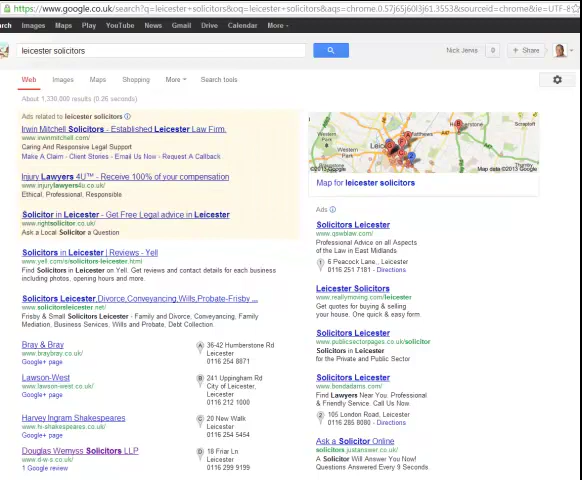 https://www.google.co.uk/search?q=leicester+solicitors&oq=leicester+solicitors&aqs=chrome.0.57j65j60l3j61.3553&sourceid=chrome&ie=UTF-8
rch Images Maps Play YouTube News Gmail Drive Calendar More
leicester solicitors
Nick Jervis 0 + Share
Web Images Maps Shopping More Search tools
About 1,330,000 results (0.26 seconds)
Ads related to leicester solicitors
Irwin Mitchell Solicitors - Established Leicester Law Firm.
www.irwinmitchell.com/
Caring And Responsive Legal Support
Make A Claim - Client Stories - Email Us Now - Request A Callback
Injury Lawyers 4U™ - Receive 100% of your compensation
www.injurylawyers4u.co.uk/
Ethical, Professional, Responsible
Solicitor in Leicester - Get Free Legal advice in Leicester
www.rightsolicitor.co.uk/
Ask a Local Solicitor a Question
Solicitors in Leicester | Reviews - Yell
www.yell.com/s/solicitors-leicester.html
Find Solicitors in Leicester on Yell. Get reviews and contact details for each business
including photos, opening hours and more.
Solicitors Leicester,Divorce,Conveyancing,Wills,Probate-Frisby ...
www.solicitorsleicester.net/
Frisby & Small Solicitors Leicester - Family and Divorce, Conveyancing, Family
Mediation, Business Services, Wills and Probate, Debt Collection
Bray & Bray
www.braybray.co.uk/
Google+ page
A 36-42 Humberstone Rd
Leicester
0116 254 8871
Lawson-West
www.lawson-west.co.uk/
Google+ page
B 241 Uppingham Rd
City of Leicester,
Leicester
0116 212 1000
Harvey Ingram Shakespeares
www.hi-shakespeares.co.uk/
Google+ page
C 20 New Walk
Leicester
0116 254 5454
Douglas Wemyss Solicitors LLP
www.d-w-s.co.uk/
1 Google review
D 18 Friar Ln
Leicester
0116 299 9199
Western Park
Scraptoft
A47
©2013 Google
Map data ©2013 Google
Map for leicester solicitors
Ads
Solicitors Leicester
www.qswblaw.com/
Professional Advice on all Aspects
of the Law in East Midlands
1 6 Peacock Lane., Leicester
0116 251 7181 - Directions
Leicester Solicitors
www.reallymoving.com/leicester
Get quotes for buying & selling
your house. One quick & easy form.
Solicitors Leicester
www.publicsectorpages.co.uk/solicitor
Solicitors in Leicester
for the Private and Public Sector
Solicitors Leicester
www.bondadams.com/
Find Lawyers Near You. Professional
& Friendly Service. Call Us Now.
2 105 London Road, Leicester
0116 285 8080 - Directions
Ask a Solicitor Online
solicitors.justanswer.co.uk/
A Solicitor Will Answer You Now!
Questions Answered Every 9 Seconds.